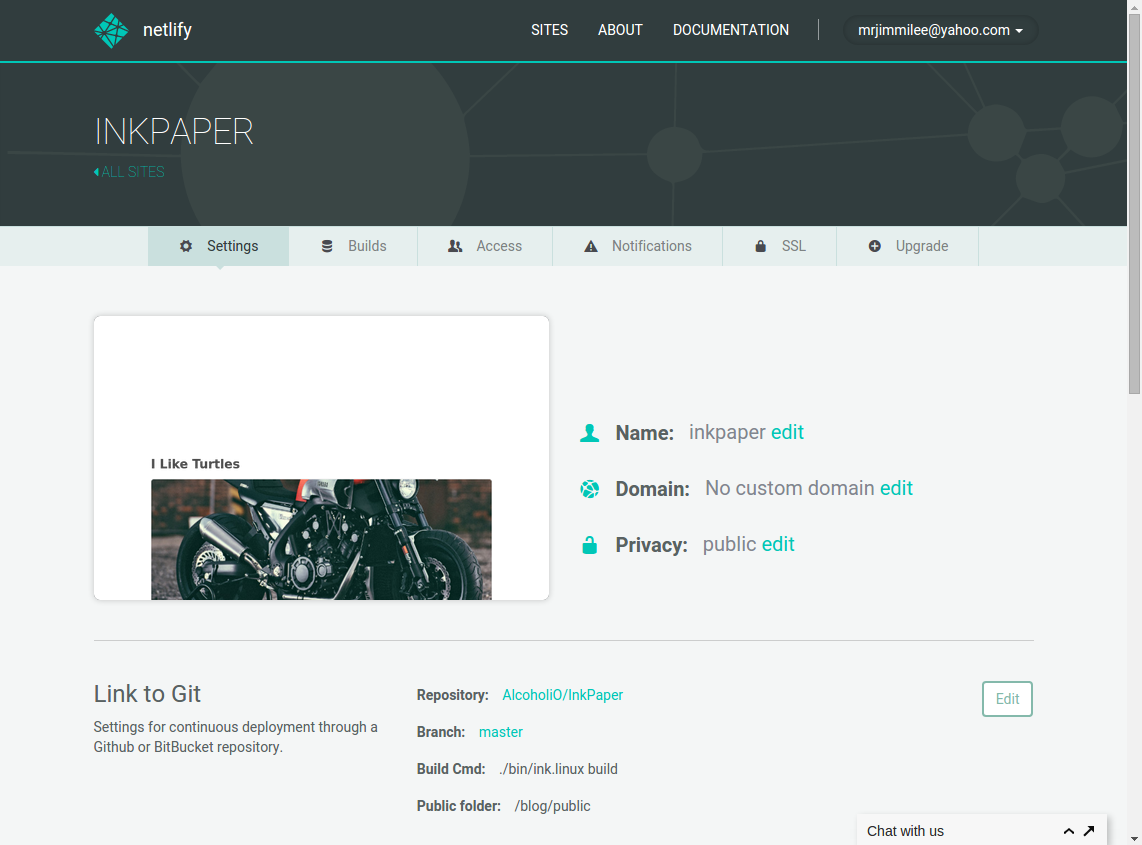 netlify
SITES ABOUT DOCUMENTATION mrjimmilee@yahoo.com
INKPAPER
ALL SITES
Settings Builds Access Notifications SSL Upgrade
I Like Turtles
Name: inkpaper edit
Domain: No custom domain edit
Privacy: public edit
Link to Git
Settings for continuous deployment through a
Github or BitBucket repository.
Repository: AlcoholiO/InkPaper
Branch: master
Build Cmd: ./bin/ink.linux build
Public folder: /blog/public
Edit
Chat with us